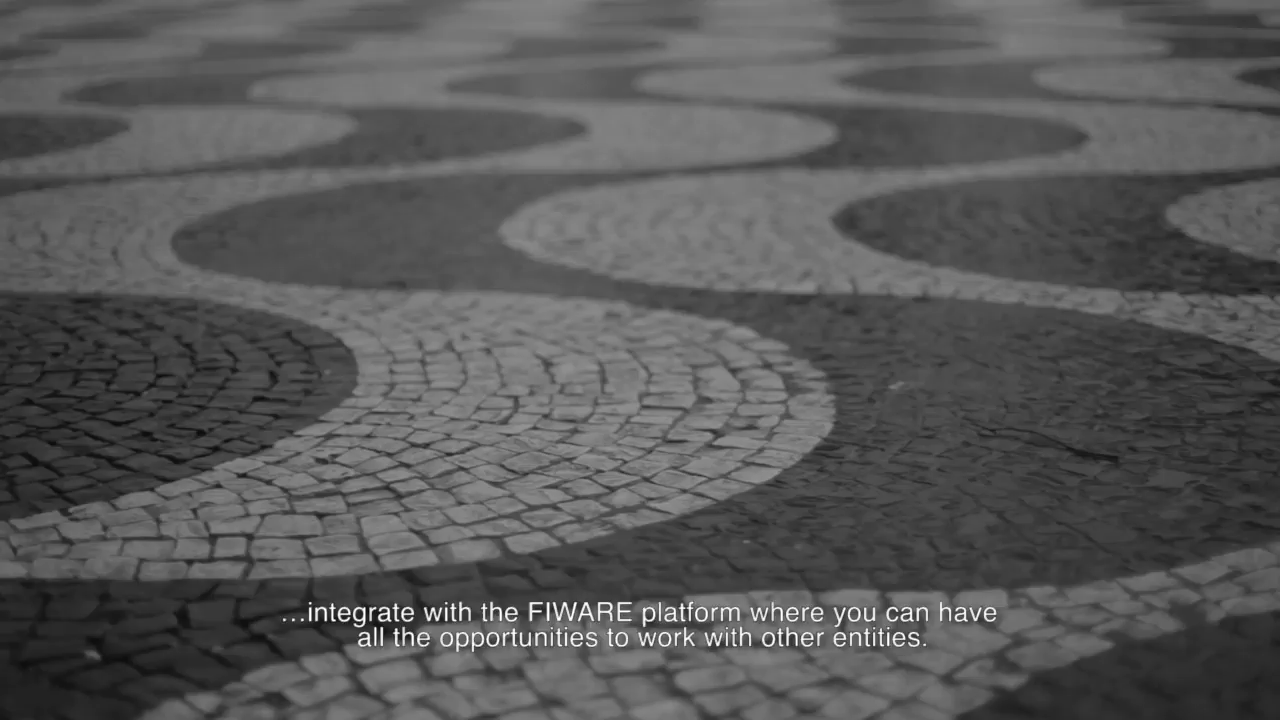 …integrate with the FIWARE platform where you can have
all the opportunities to work with other entities.